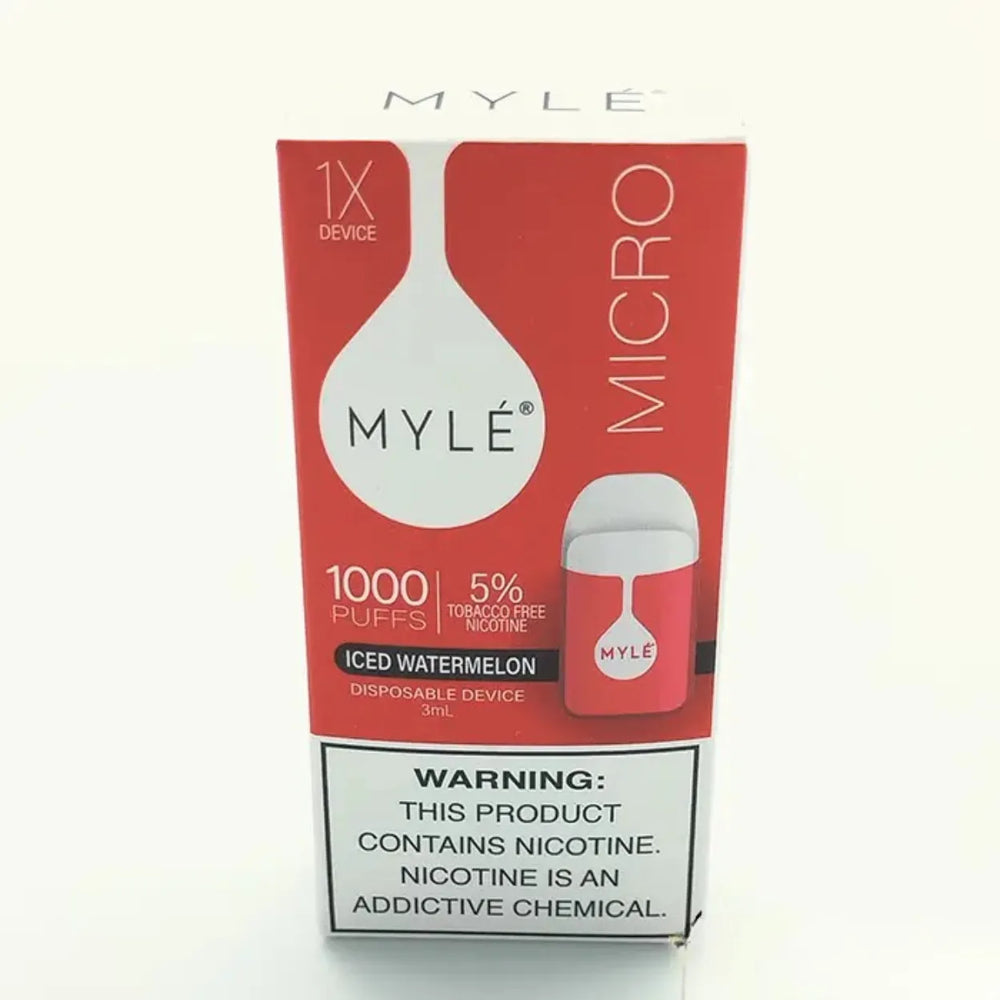 MYLÉ
1X
DEVICE
MICRO
MYLÉ®
1000
PUFFS
5%
TOBACCO FREE
NICOTINE
MYLÉ
ICED WATERMELON
DISPOSABLE DEVICE
3mL
WARNING:
THIS PRODUCT
CONTAINS NICOTINE.
NICOTINE IS AN
ADDICTIVE CHEMICAL.